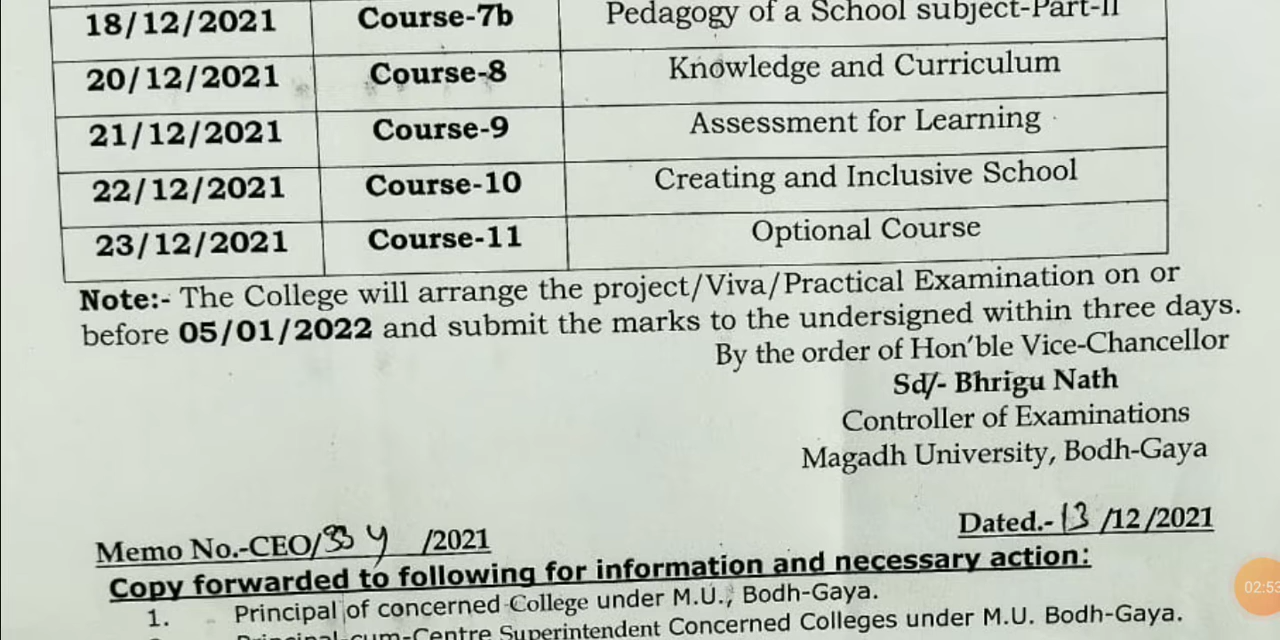 18/12/2021 Course-7b Pedagogy of a School subject-Part-II
20/12/2021 Course-8 Knowledge and Curriculum
21/12/2021 Course-9 Assessment for Learning
22/12/2021 Course-10 Creating and Inclusive School
23/12/2021 Course-11 Optional Course
Note:- The College will arrange the project/Viva/Practical Examination on or
before 05/01/2022 and submit the marks to the undersigned within three days.
By the order of Hon'ble Vice-Chancellor
Sd/- Bhrigu Nath
Controller of Examinations
Magadh University, Bodh-Gaya
Memo No.-CEO/ /2021
Dated.- 13/12/2021
Copy forwarded to following for information and necessary action:
1. Principal of concerned College under M.U., Bodh-Gaya.
Principal-cum-Centre Superintendent Concerned Colleges under M.U. Bodh-Gaya.
02:53